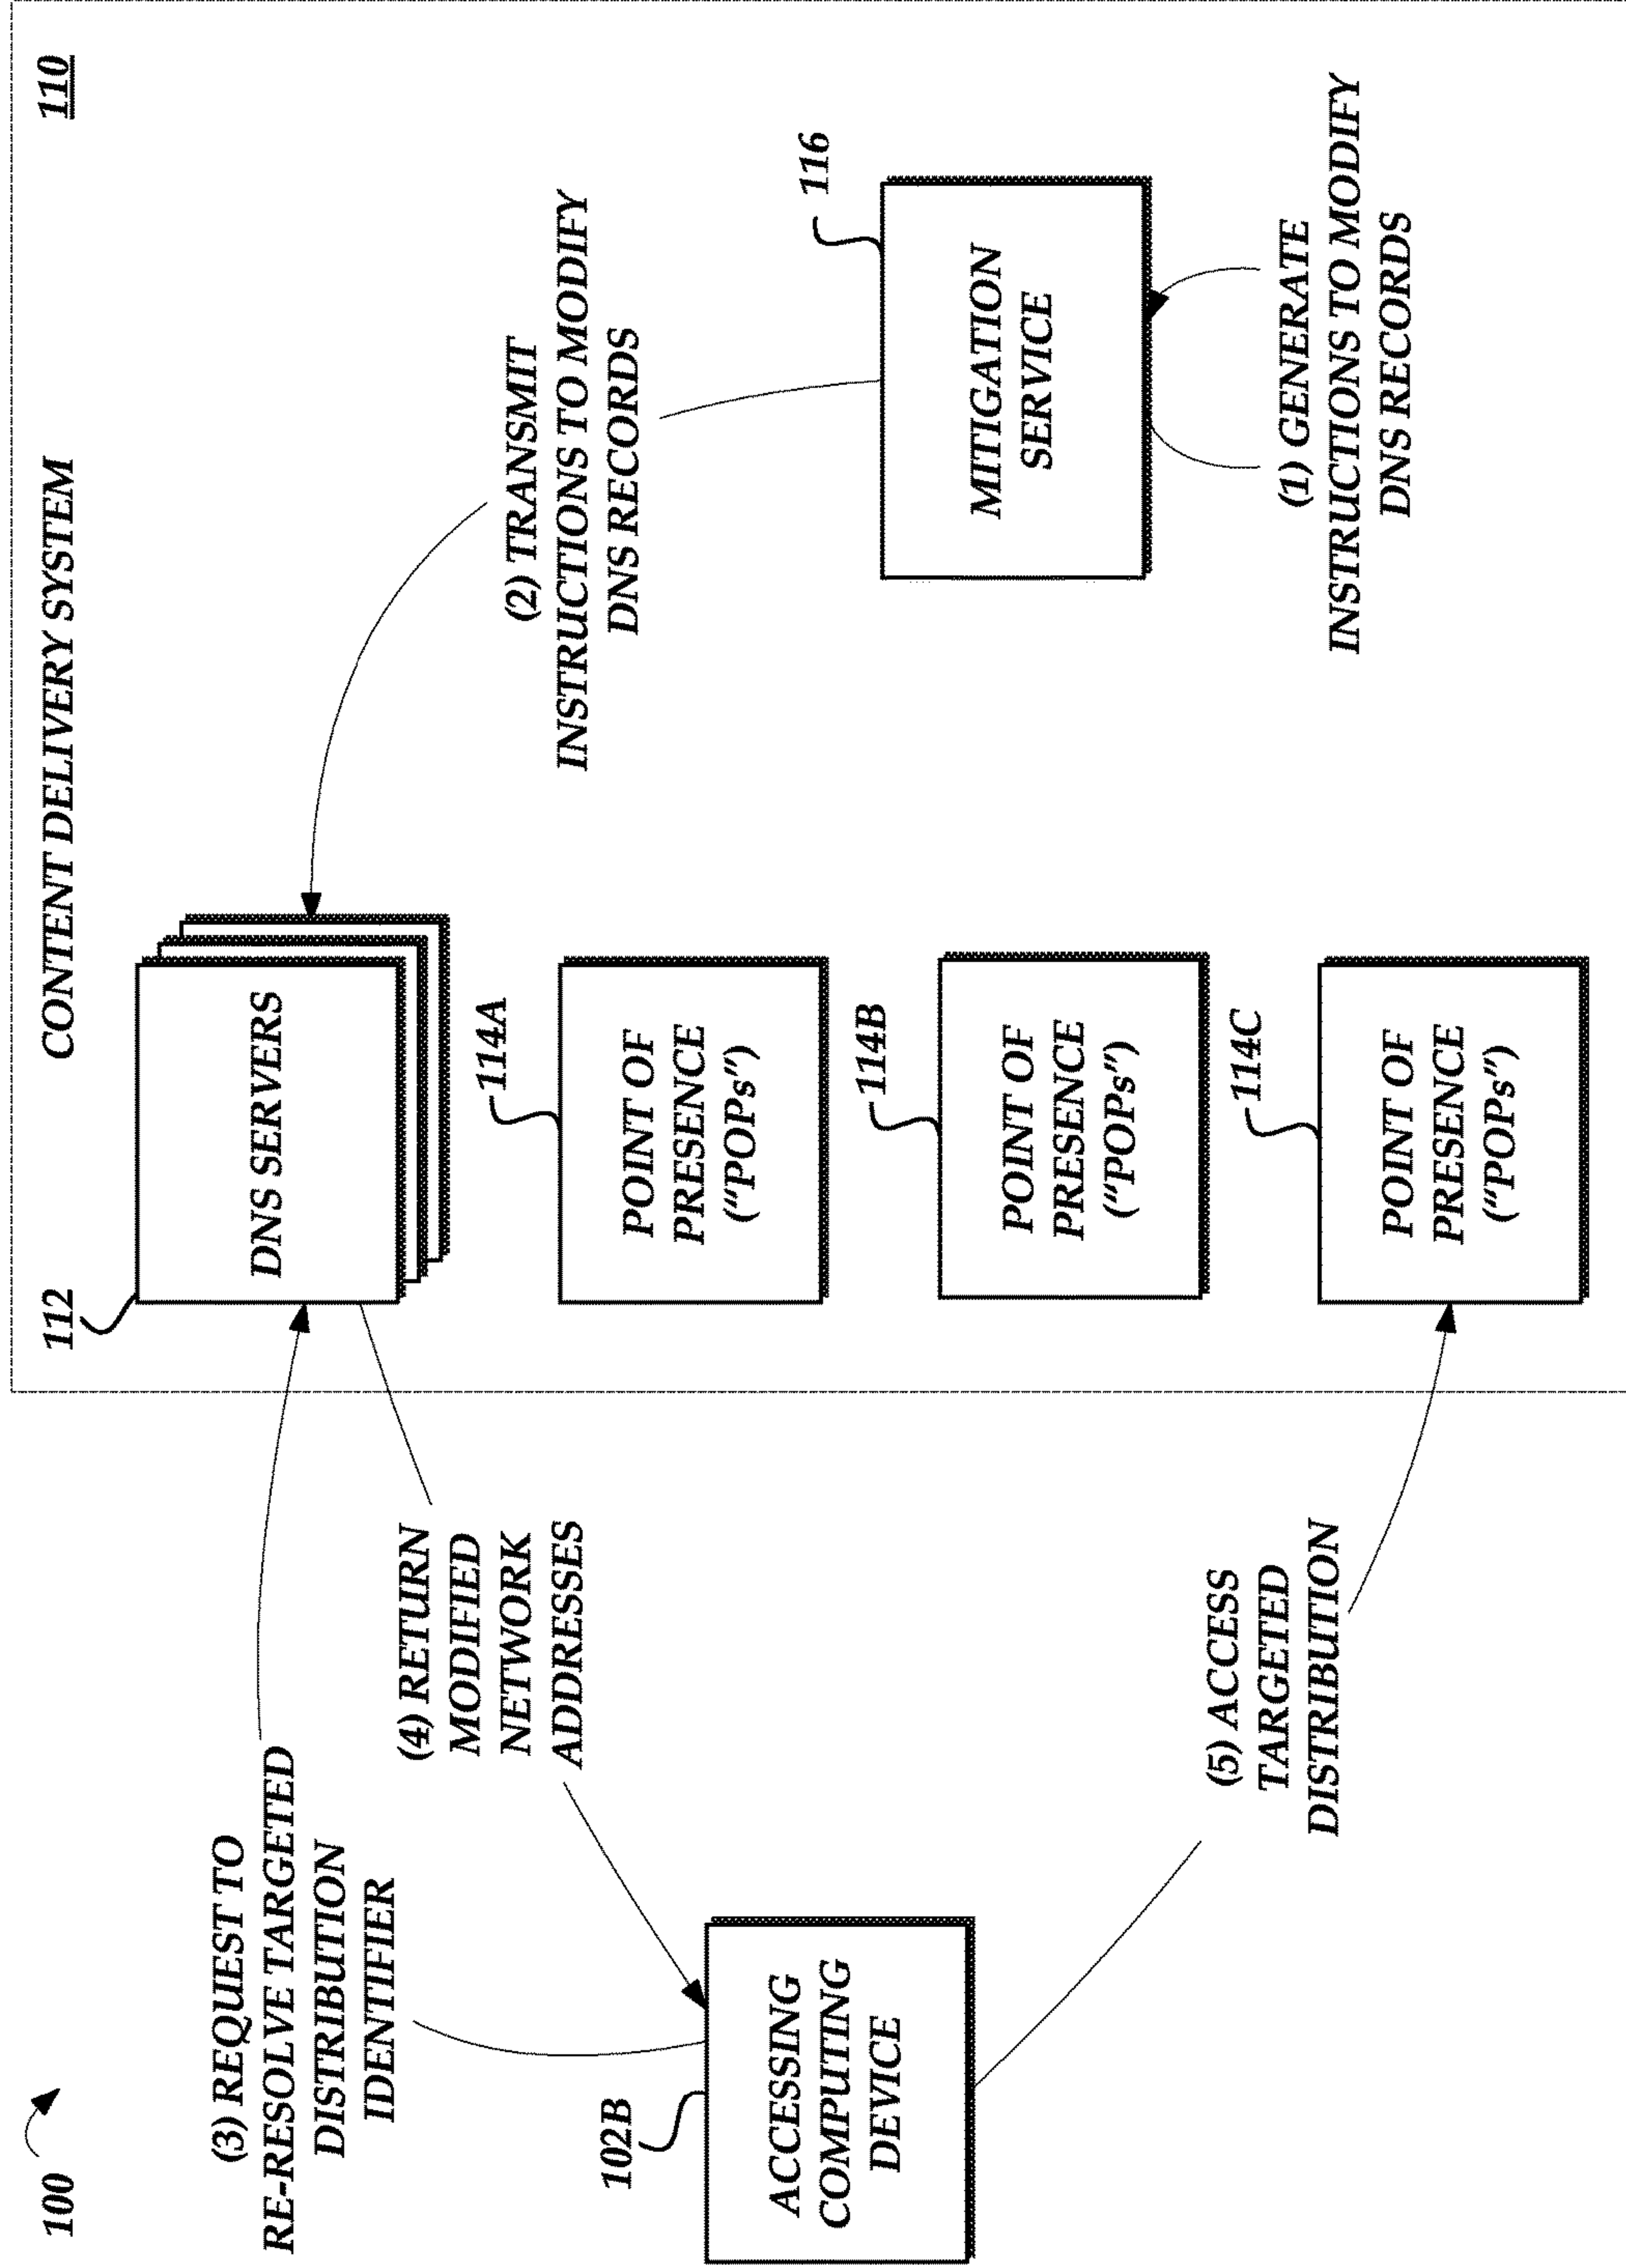 100
CONTENT DELIVERY SYSTEM
110
112
DNS SERVERS
(3) REQUEST TO
RE-RESOLVE TARGETED
DISTRIBUTION
IDENTIFIER
(4) RETURN
MODIFIED
NETWORK
ADDRESSES
(2) TRANSMIT
INSTRUCTIONS TO MODIFY
DNS RECORDS
114A
POINT OF
PRESENCE
(“POPs”)
102B
ACCESSING
COMPUTING
DEVICE
116
MITIGATION
SERVICE
114B
POINT OF
PRESENCE
(“POPs”)
(5) ACCESS
TARGETED
DISTRIBUTION
114C
POINT OF
PRESENCE
(“POPs”)
(1) GENERATE
INSTRUCTIONS TO MODIFY
DNS RECORDS